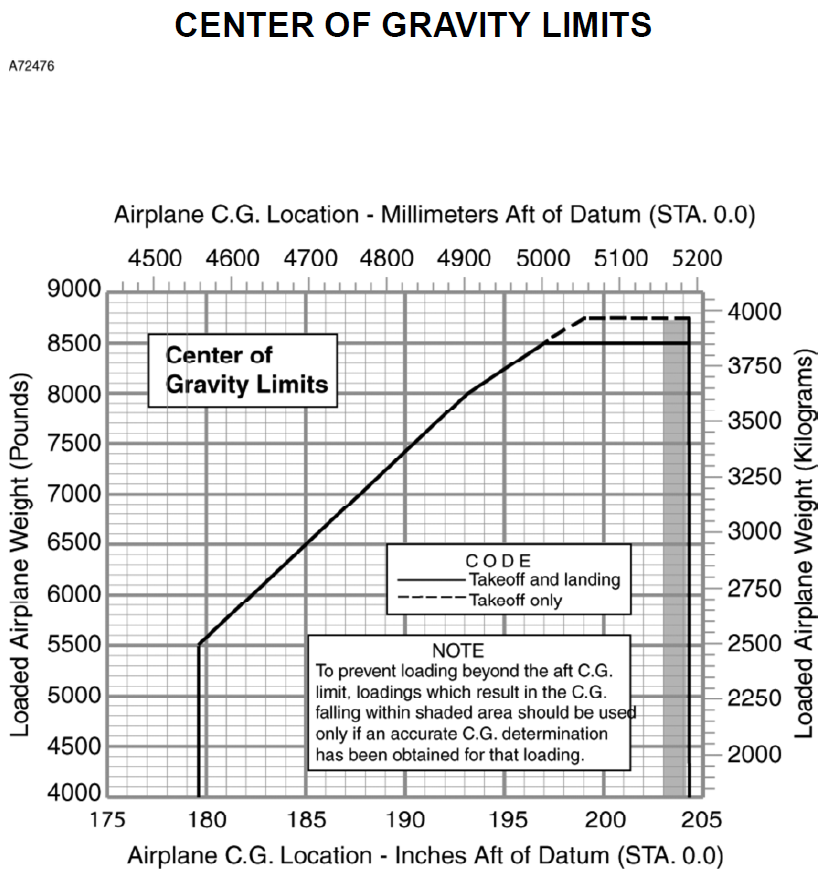 CENTER OF GRAVITY LIMITS
A72476
Airplane C.G. Location - Millimeters Aft of Datum (STA. 0.0)
4500 4600 4700 4800 4900 5000 5100 5200
Loaded Airplane Weight (Pounds)
9000
8500
8000
7500
7000
6500
6000
5500
5000
4500
4000
Center of
Gravity Limits
CODE
Takeoff and landing
Takeoff only
NOTE
To prevent loading beyond the aft C.G.
limit, loadings which result in the C.G.
falling within shaded area should be used
only if an accurate C.G. determination
has been obtained for that loading.
4000
3750
3500
3250
3000
2750
2500
2250
2000
Loaded Airplane Weight (Kilograms)
175 180 185 190 195 200 205
Airplane C.G. Location - Inches Aft of Datum (STA. 0.0)